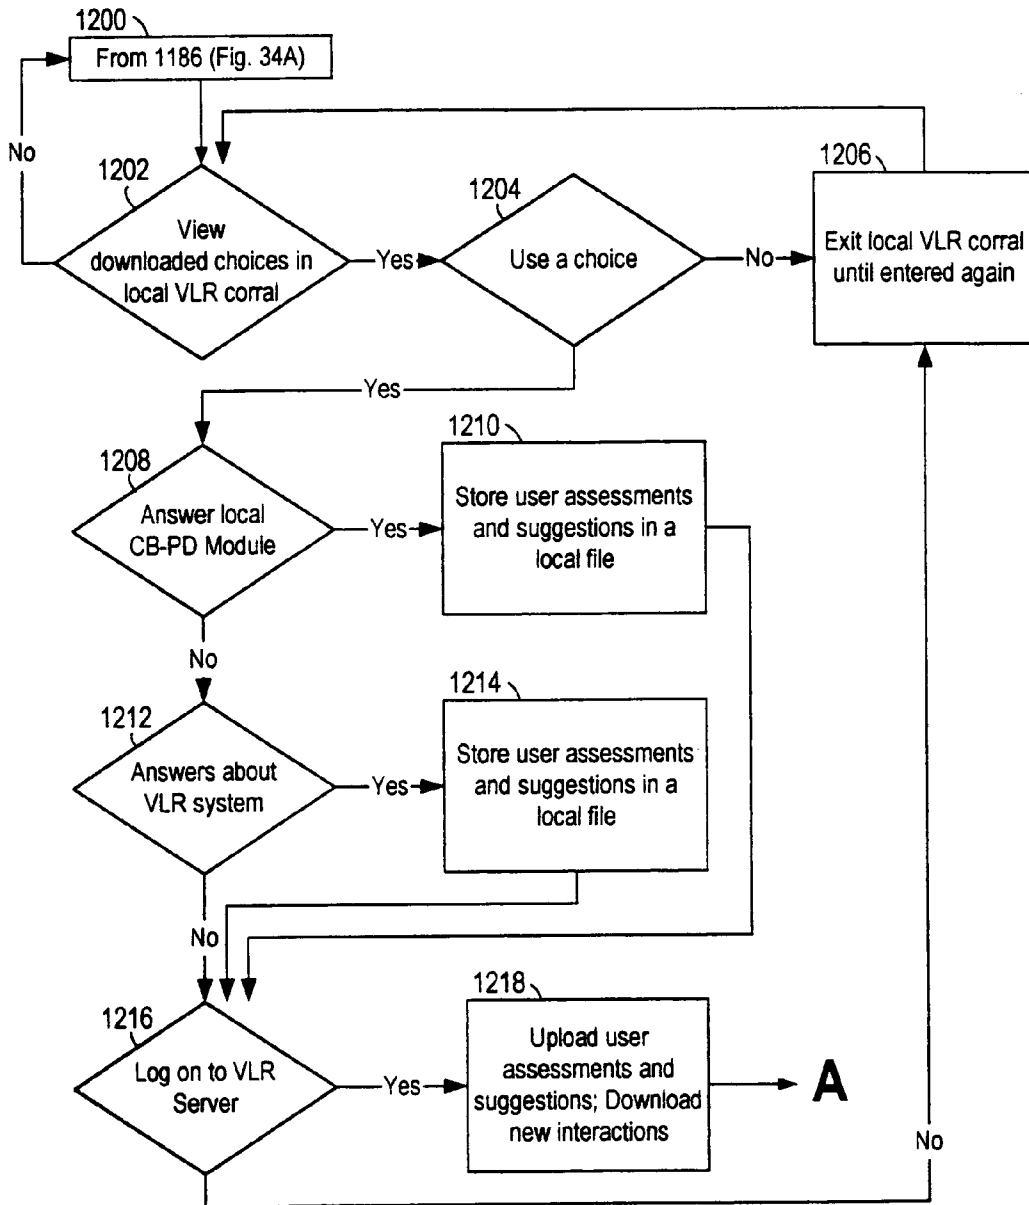 1200
From 1186 (Fig. 34A)
No
1202
View
downloaded choices in
local VLR corral
Yes
1204
Use a choice
No
1206
Exit local VLR corral
until entered again
Yes
1208
Answer local
CB-PD Module
Yes
1210
Store user assessments
and suggestions in a
local file
No
1212
Answers about
VLR system
Yes
1214
Store user assessments
and suggestions in a
local file
No
1216
Log on to VLR
Server
Yes
1218
Upload user
assessments and
suggestions; Download
new interactions
A
No